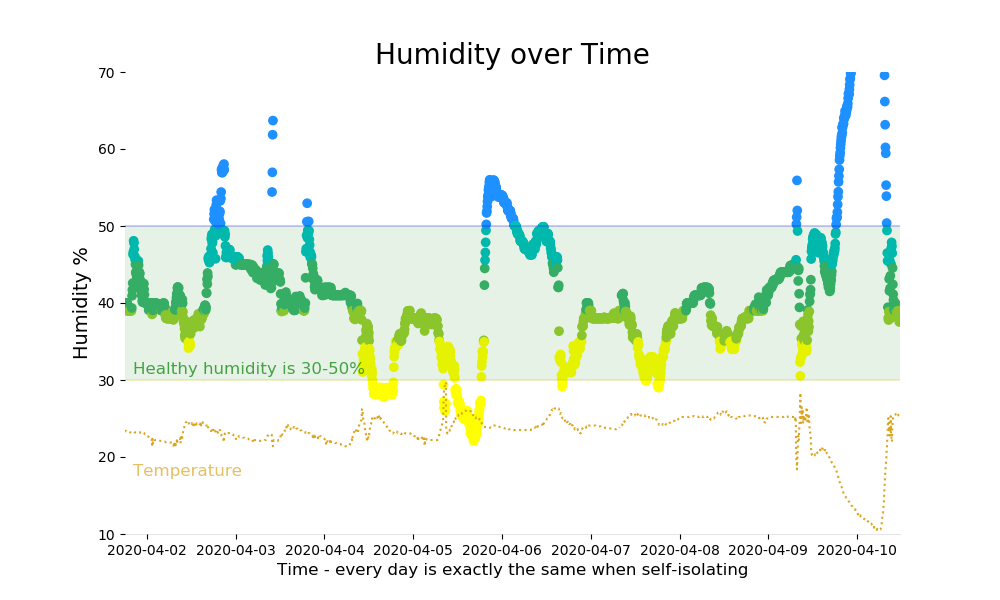 Humidity over Time
70
60
50
40
30
20
10
Humidity %
Healthy humidity is 30-50%
Temperature
2020-04-02 2020-04-03 2020-04-04 2020-04-05 2020-04-06 2020-04-07 2020-04-08 2020-04-09 2020-04-10
Time - every day is exactly the same when self-isolating